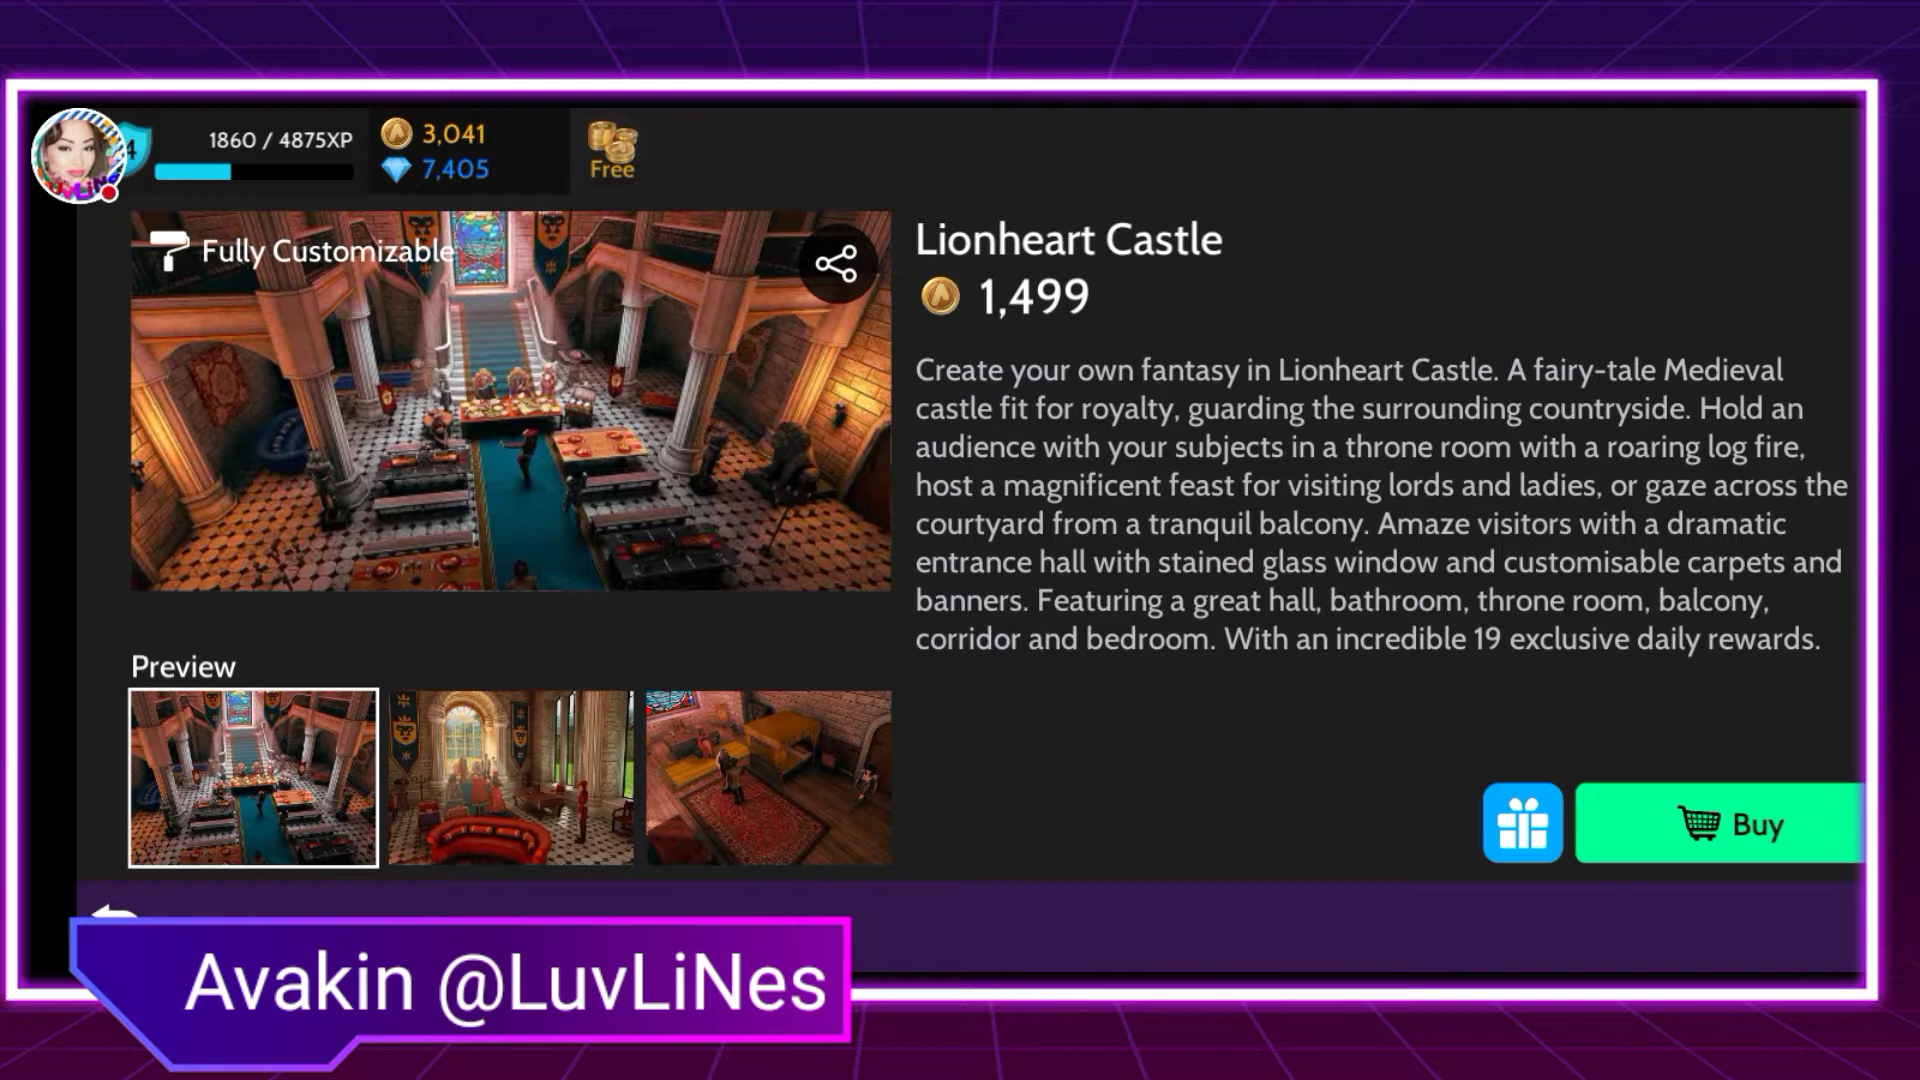 4
1860 / 4875XP
3,041
7,405
Free
Fully Customizable
Lionheart Castle
1,499
Create your own fantasy in Lionheart Castle. A fairy-tale Medieval
castle fit for royalty, guarding the surrounding countryside. Hold an
audience with your subjects in a throne room with a roaring log fire,
host a magnificent feast for visiting lords and ladies, or gaze across the
courtyard from a tranquil balcony. Amaze visitors with a dramatic
entrance hall with stained glass window and customisable carpets and
banners. Featuring a great hall, bathroom, throne room, balcony,
corridor and bedroom. With an incredible 19 exclusive daily rewards.
Preview
Buy
Avakin @LuvLiNes